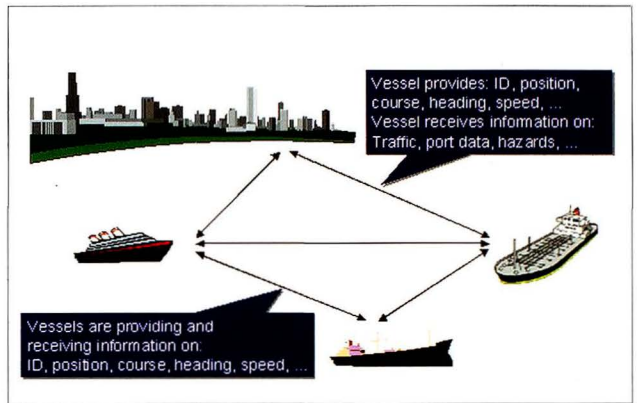 Vessel provides: ID, position,
course, heading, speed, ...
Vessel receives information on:
Traffic, port data, hazards, ...
Vessels are providing and
receiving information on:
ID, position, course, heading, speed, ...